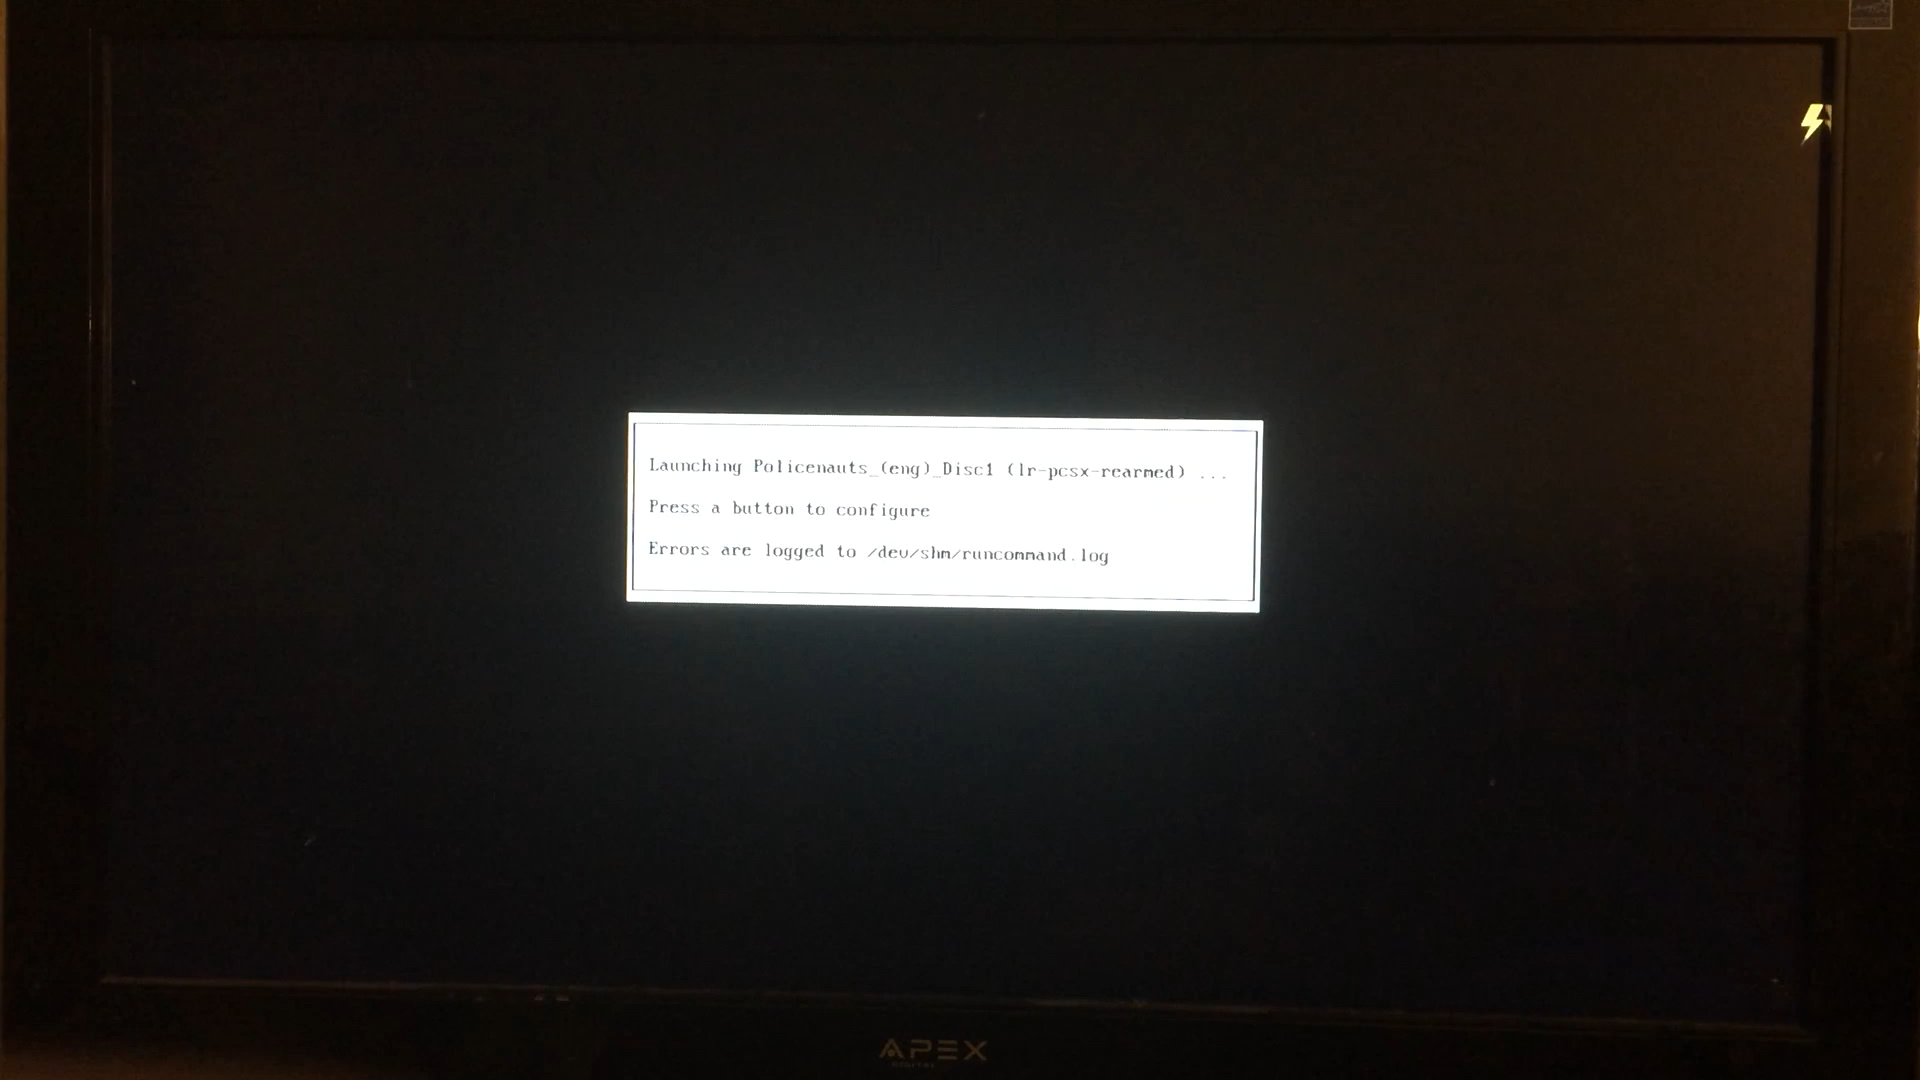 Launching Policenauts_(eng)_Disc1 (lr-pcsx-rearmed) ...
Press a button to configure
Errors are logged to /dev/shm/runcommand.log
APEX
DIGITAL